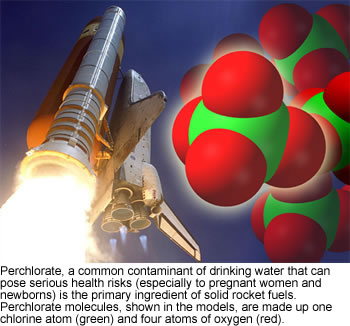 Perchlorate, a common contaminant of drinking water that can
pose serious health risks (especially to pregnant women and
newborns) is the primary ingredient of solid rocket fuels.
Perchlorate molecules, shown in the models, are made up one
chlorine atom (green) and four atoms of oxygen (red).